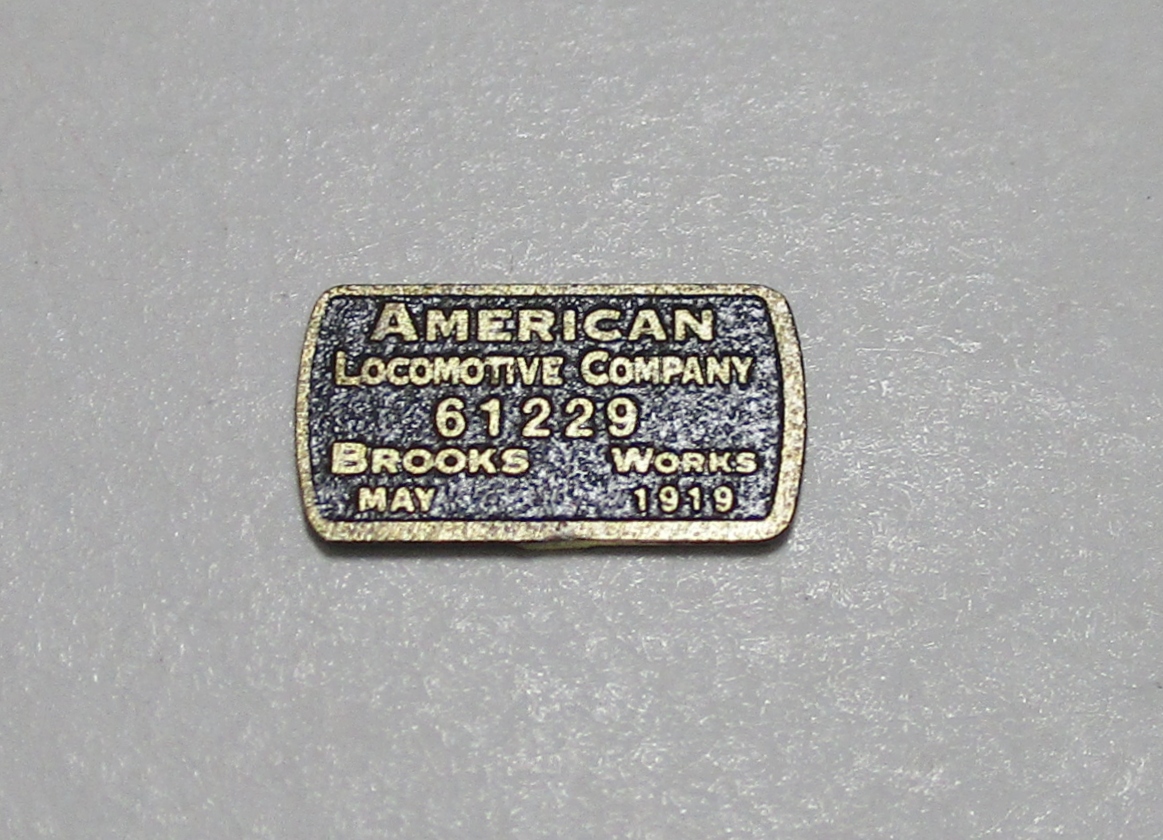 AMERICAN
LOCOMOTIVE COMPANY
61229
BROOKS WORKS
MAY 1919